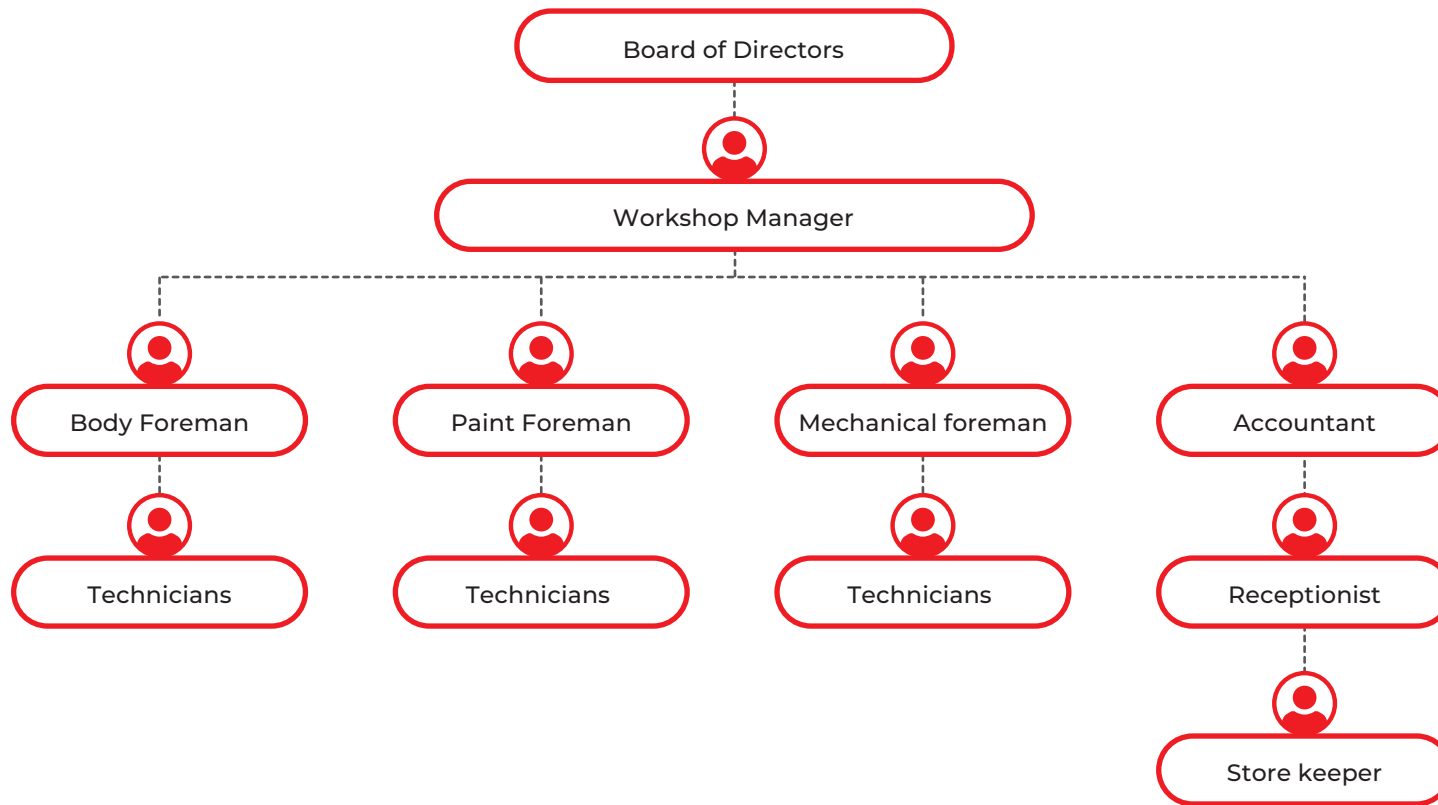 Board of Directors
Workshop Manager
Body Foreman
Paint Foreman
Mechanical foreman
Accountant
Technicians
Technicians
Technicians
Receptionist
Store keeper